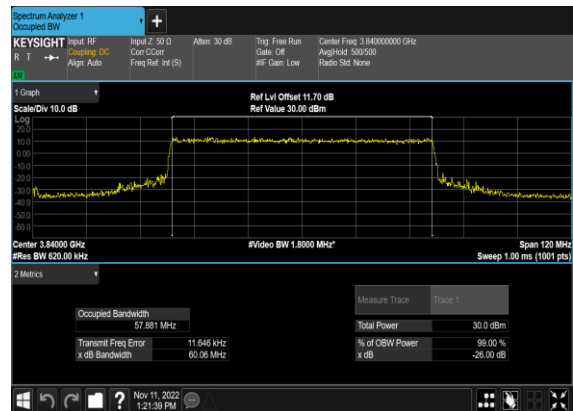 Spectrum Analyzer 1
Occupied BW
KEYSIGHT Input: RF Input Z: 50 Ω Atten: 30 dB Trig: Free Run Center Freq: 3.840000000 GHz
R T Coupling: DC Corr CCorr Gate: Off Avg|Hold: 500/500
Align: Auto Freq Ref: Int (S) #IF Gain: Low Radio Std: None
LW
1 Graph
Ref Lvl Offset 11.70 dB
Scale/Div 10.0 dB Ref Value 30.00 dBm
Log
20.0
10.0
0.00
-10.0
-20.0
-30.0
-40.0
-50.0
-60.0
Center 3.84000 GHz #Video BW 1.8000 MHz* Span 120 MHz
#Res BW 620.00 kHz Sweep 1.00 ms (1001 pts)
2 Metrics
Measure Trace Trace 1
Occupied Bandwidth
57.881 MHz Total Power 30.0 dBm
Transmit Freq Error 11.646 kHz % of OBW Power 99.00 %
x dB Bandwidth 60.06 MHz x dB -26.00 dB
Nov 11, 2022
1:21:39 PM